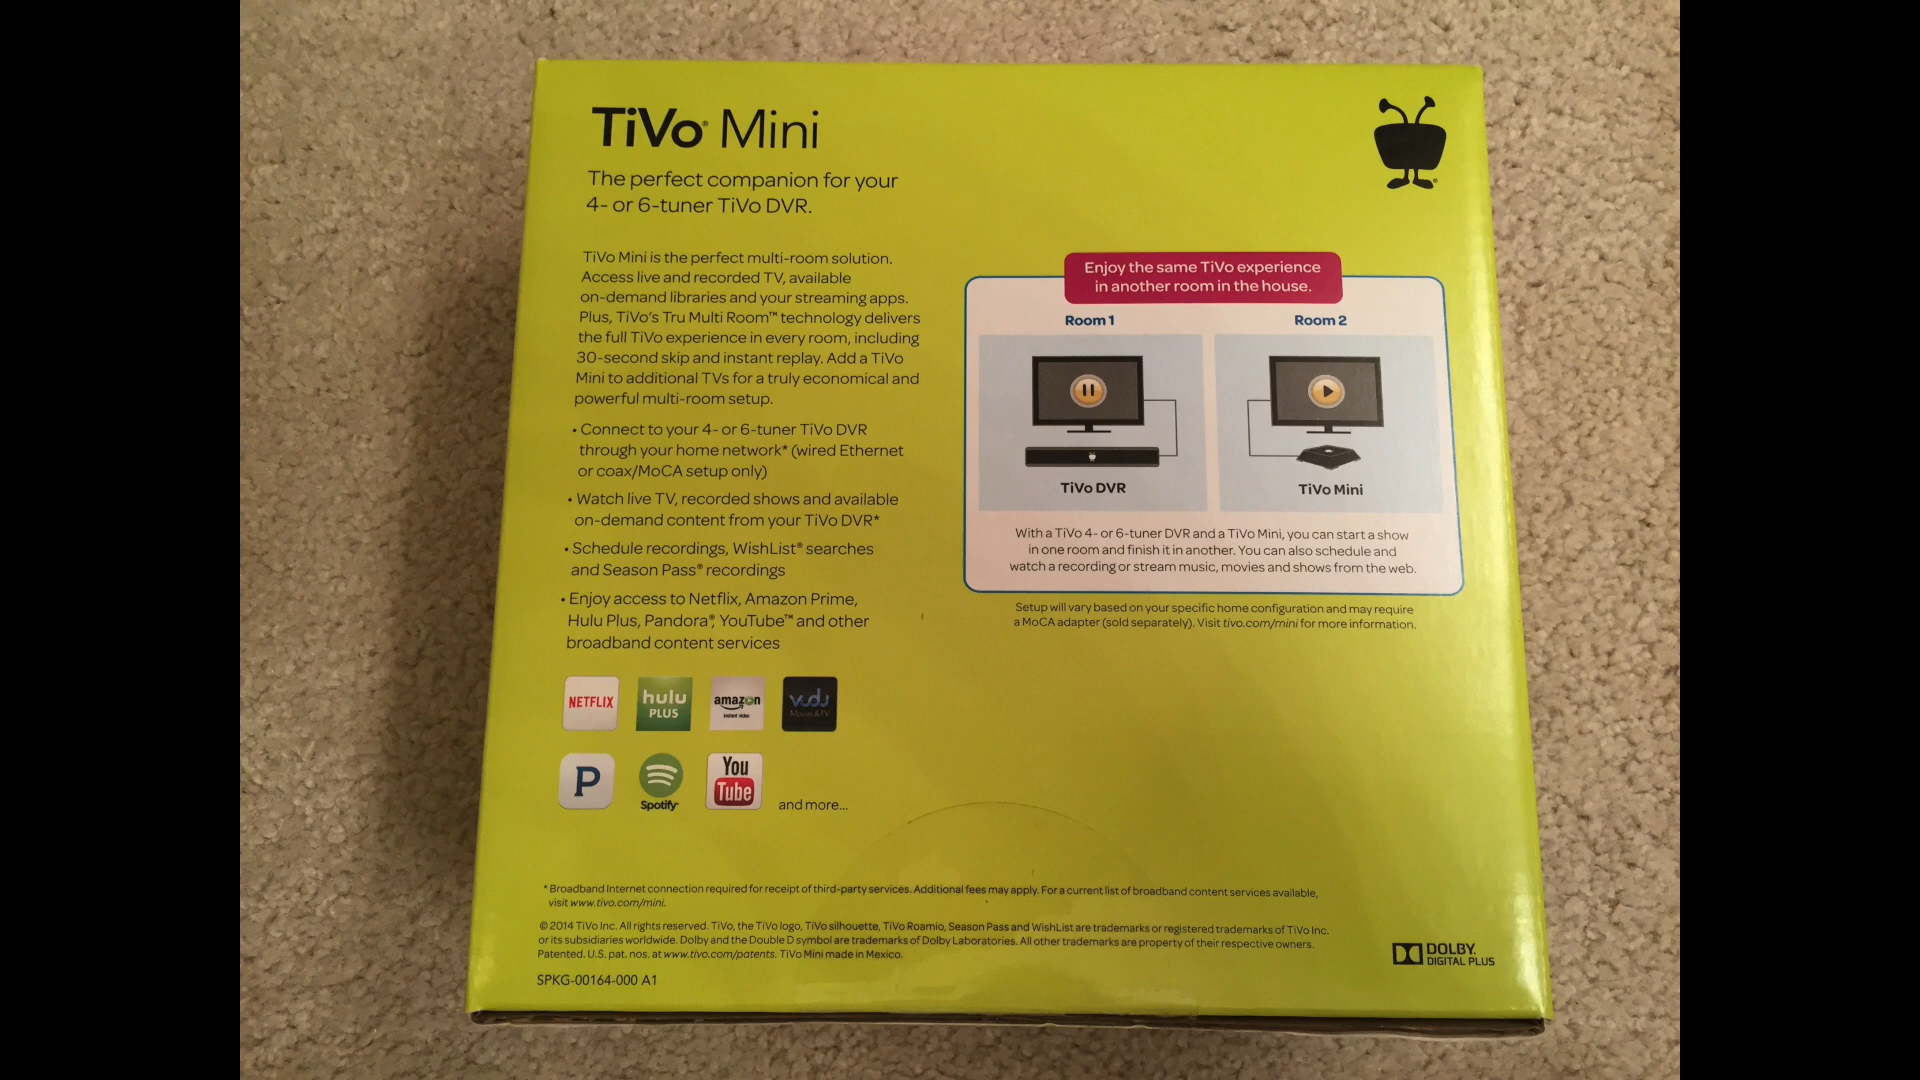 TiVo® Mini
The perfect companion for your
4- or 6-tuner TiVo DVR.
TiVo Mini is the perfect multi-room solution.
Access live and recorded TV, available
on-demand libraries and your streaming apps.
Plus, TiVo's Tru Multi Room™ technology delivers
the full TiVo experience in every room, including
30-second skip and instant replay. Add a TiVo
Mini to additional TVs for a truly economical and
powerful multi-room setup.
• Connect to your 4- or 6-tuner TiVo DVR
through your home network* (wired Ethernet
or coax/MoCA setup only)
• Watch live TV, recorded shows and available
on-demand content from your TiVo DVR*
• Schedule recordings, WishList® searches
and Season Pass® recordings
• Enjoy access to Netflix, Amazon Prime,
Hulu Plus, Pandora®, YouTube™ and other
broadband content services
NETFLIX
hulu
PLUS
amazon
instant video
vudu
Movies & TV
P
Spotify
You
Tube
and more...
Enjoy the same TiVo experience
in another room in the house.
Room 1
Room 2
TiVo DVR
TiVo Mini
With a TiVo 4- or 6-tuner DVR and a TiVo Mini, you can start a show
in one room and finish it in another. You can also schedule and
watch a recording or stream music, movies and shows from the web.
Setup will vary based on your specific home configuration and may require
a MoCA adapter (sold separately). Visit tivo.com/mini for more information.
* Broadband Internet connection required for receipt of third-party services. Additional fees may apply. For a current list of broadband content services available,
visit www.tivo.com/mini.
© 2014 TiVo Inc. All rights reserved. TiVo, the TiVo logo, TiVo silhouette, TiVo Roamio, Season Pass and WishList are trademarks or registered trademarks of TiVo Inc.
or its subsidiaries worldwide. Dolby and the Double D symbol are trademarks of Dolby Laboratories. All other trademarks are property of their respective owners.
Patented. U.S. pat. nos. at www.tivo.com/patents. TiVo Mini made in Mexico.
SPKG-00164-000 A1
DOLBY
DIGITAL PLUS